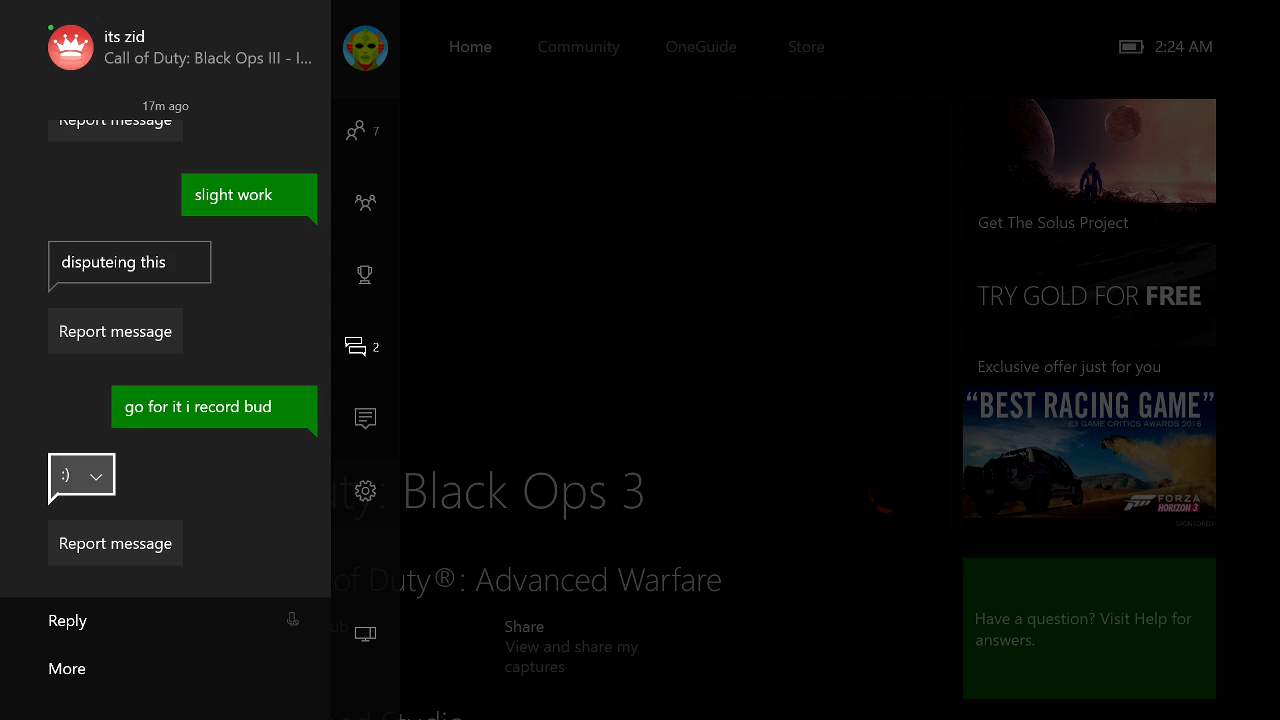 its zid
Call of Duty: Black Ops III - I...
17m ago
Report message
slight work
disputeing this
Report message
go for it i record bud
:)
Report message
Reply
More
7
2
Home
Community
OneGuide
Store
2:24 AM
uty: Black Ops 3
of Duty®: Advanced Warfare
ub
Share
View and share my
captures
Studio
Get The Solus Project
TRY GOLD FOR FREE
Exclusive offer just for you
“BEST RACING GAME”
E3 GAME CRITICS AWARDS 2016
FORZA
HORIZON 3
SPONSORED
Have a question? Visit Help for
answers.